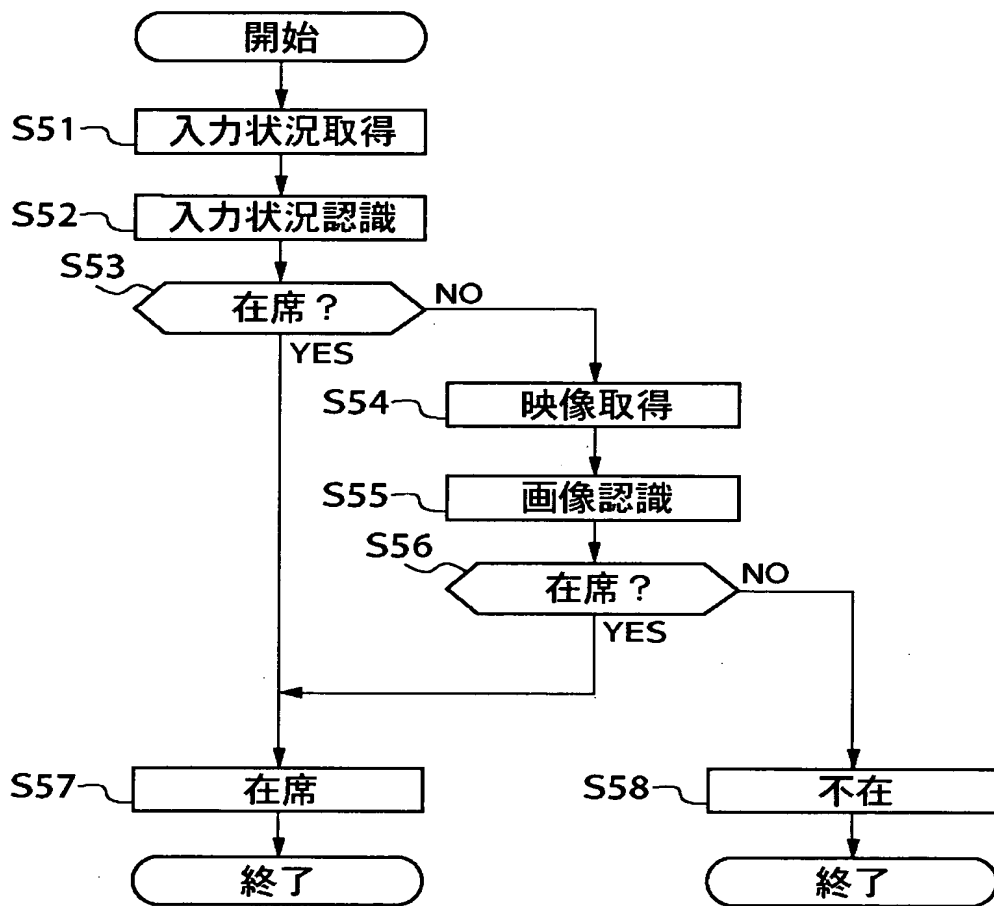 開始
S51 入力状況取得
S52 入力状況認識
S53 在席？ NO
YES
S54 映像取得
S55 画像認識
S56 在席？ NO
YES
S57 在席
S58 不在
終了
終了